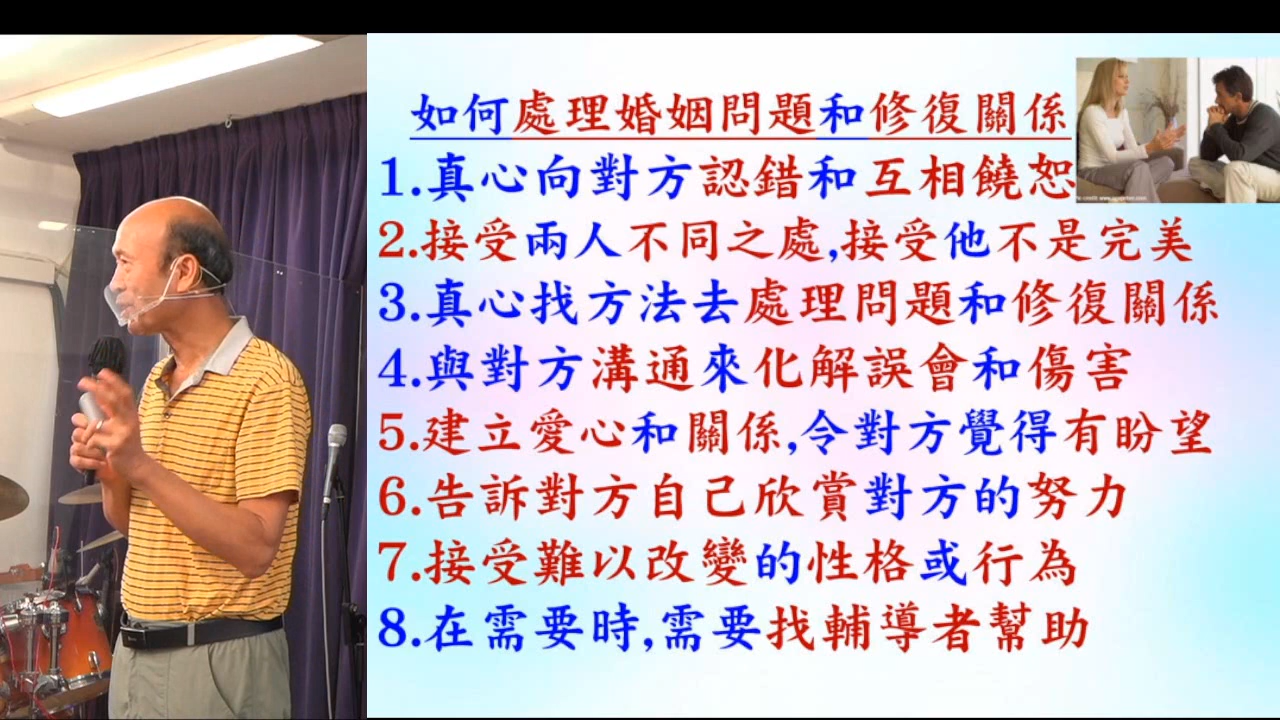 如何處理婚姻問題和修復關係
1.真心向對方認錯和互相饒恕
2.接受兩人不同之處,接受他不是完美
3.真心找方法去處理問題和修復關係
4.與對方溝通來化解誤會和傷害
5.建立愛心和關係,令對方覺得有盼望
6.告訴對方自己欣賞對方的努力
7.接受難以改變的性格或行為
8.在需要時,需要找輔導者幫助